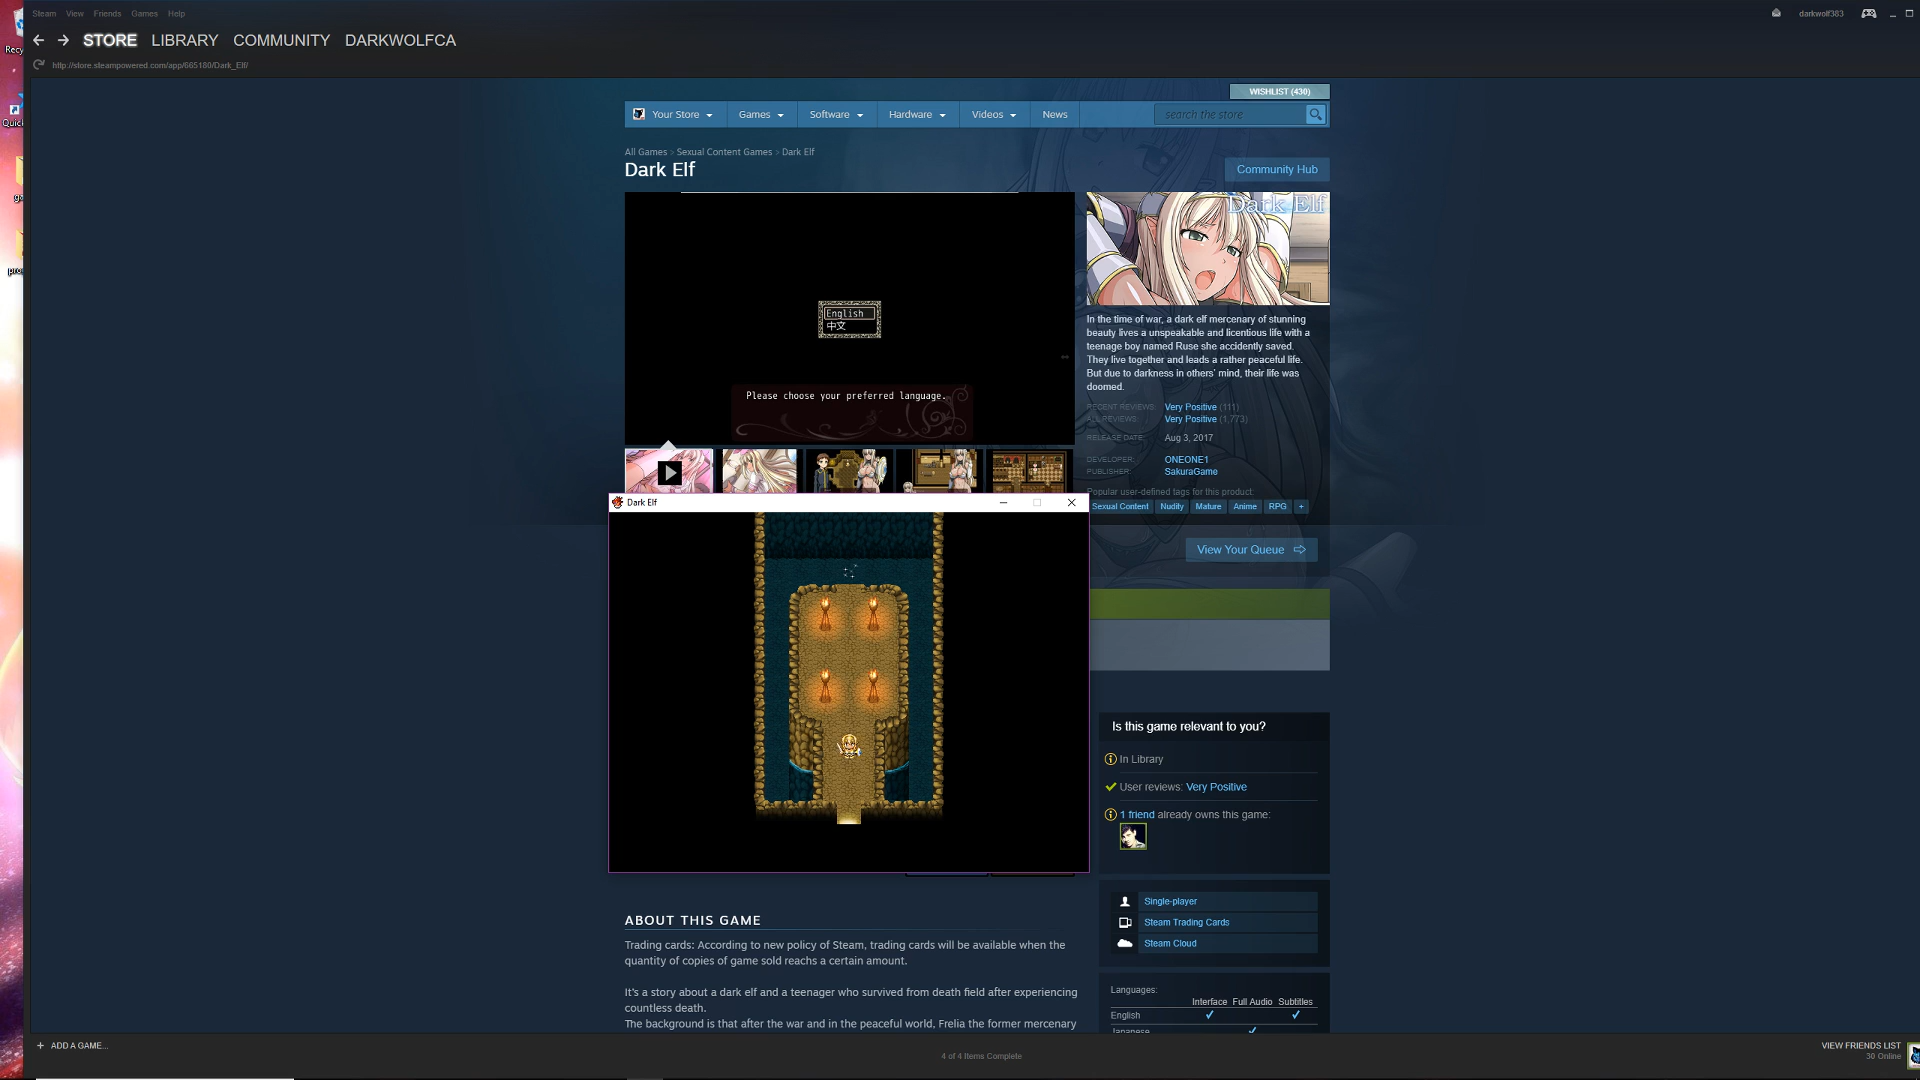 Steam View Friends Games Help
darkwolf383
STORE LIBRARY COMMUNITY DARKWOLFCA
http://store.steampowered.com/app/665180/Dark_Elf/
WISHLIST (430)
Your Store Games Software Hardware Videos News
search the store
All Games > Sexual Content Games > Dark Elf
Dark Elf
Community Hub
English
中文
Please choose your preferred language.
Dark Elf
In the time of war, a dark elf mercenary of stunning
beauty lives a unspeakable and licentious life with a
teenage boy named Ruse she accidently saved.
They live together and leads a rather peaceful life.
But due to darkness in others' mind, their life was
doomed.
RECENT REVIEWS: Very Positive (111)
ALL REVIEWS: Very Positive (1,773)
RELEASE DATE: Aug 3, 2017
DEVELOPER: ONEONE1
PUBLISHER: SakuraGame
Popular user-defined tags for this product:
Sexual Content Nudity Mature Anime RPG +
View Your Queue
Dark Elf
Is this game relevant to you?
In Library
User reviews: Very Positive
1 friend already owns this game:
Single-player
Steam Trading Cards
Steam Cloud
Languages:
Interface Full Audio Subtitles
English
Japanese
ABOUT THIS GAME
Trading cards: According to new policy of Steam, trading cards will be available when the
quantity of copies of game sold reachs a certain amount.
It's a story about a dark elf and a teenager who survived from death field after experiencing
countless death.
The background is that after the war and in the peaceful world, Frelia the former mercenary
+ ADD A GAME...
4 of 4 Items Complete
VIEW FRIENDS LIST
30 Online